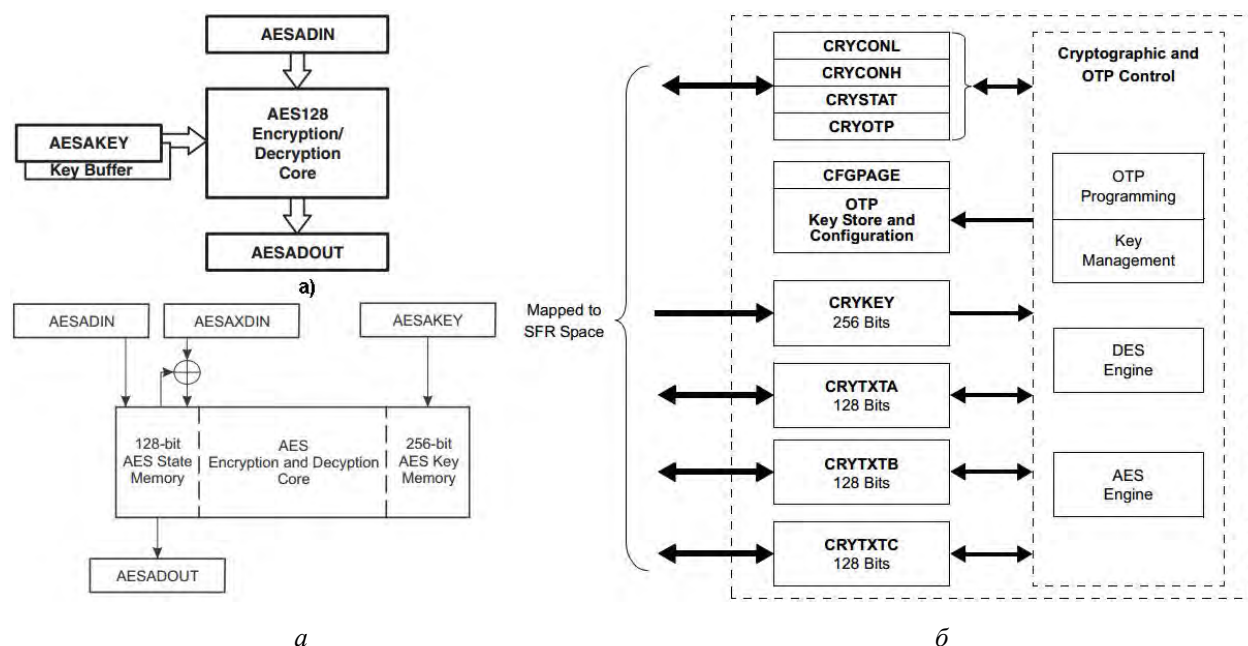 AESADIN
AES128
Encryption/
Decryption
Core
AESAKEY
Key Buffer
AESADOUT
а)
AESADIN
AESAXDIN
AESAKEY
128-bit
AES State
Memory
AES
Encryption and Decyption
Core
256-bit
AES Key
Memory
AESADOUT
а
Mapped to
SFR Space
CRYCONL
CRYCONH
CRYSTAT
CRYOTP
CFGPAGE
OTP
Key Store and
Configuration
CRYKEY
256 Bits
CRYTXTA
128 Bits
CRYTXTB
128 Bits
CRYTXTC
128 Bits
Cryptographic and
OTP Control
OTP
Programming
Key
Management
DES
Engine
AES
Engine
б